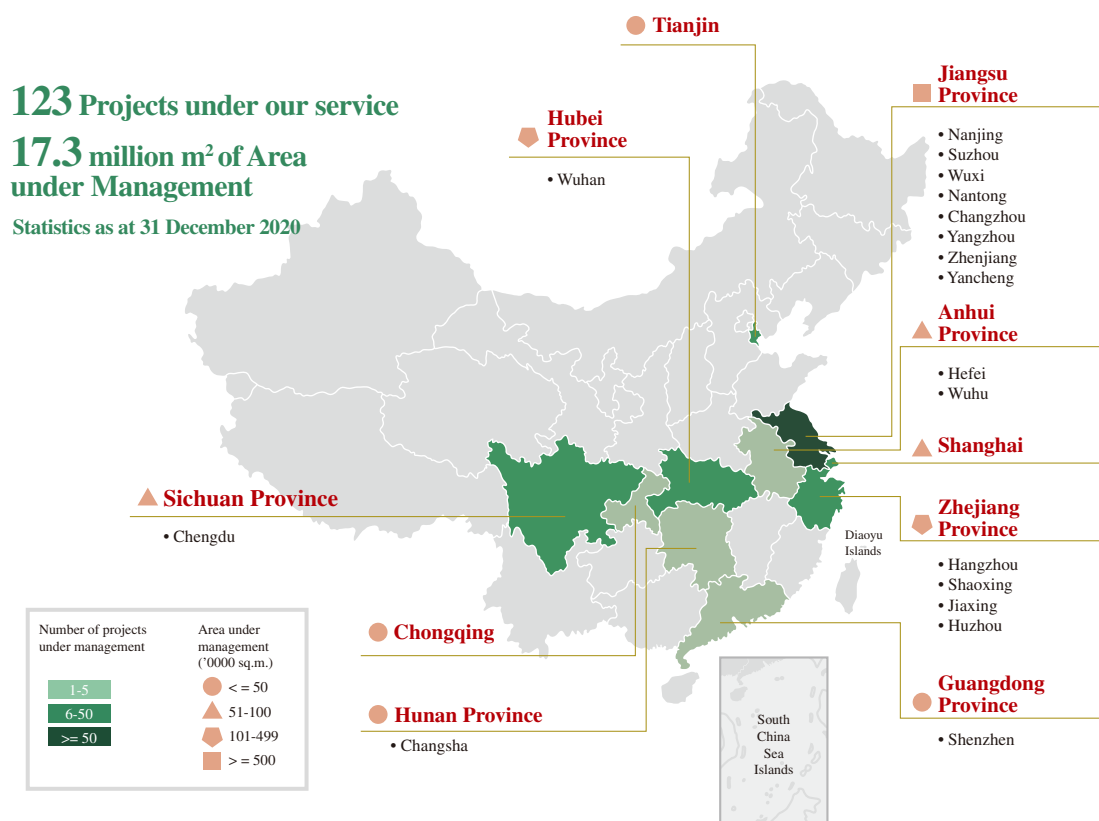 123 Projects under our service
17.3 million m² of Area
under Management
Statistics as at 31 December 2020
Tianjin
Hubei
Province
• Wuhan
Jiangsu
Province
• Nanjing
• Suzhou
• Wuxi
• Nantong
• Changzhou
• Yangzhou
• Zhenjiang
• Yancheng
Anhui
Province
• Hefei
• Wuhu
Shanghai
Sichuan Province
• Chengdu
Zhejiang
Province
• Hangzhou
• Shaoxing
• Jiaxing
• Huzhou
Diaoyu
Islands
Chongqing
Hunan Province
• Changsha
Guangdong
Province
• Shenzhen
South
China
Sea
Islands
Number of projects
under management
1-5
6-50
>= 50
Area under
management
('0000 sq.m.)
< = 50
51-100
101-499
> = 500